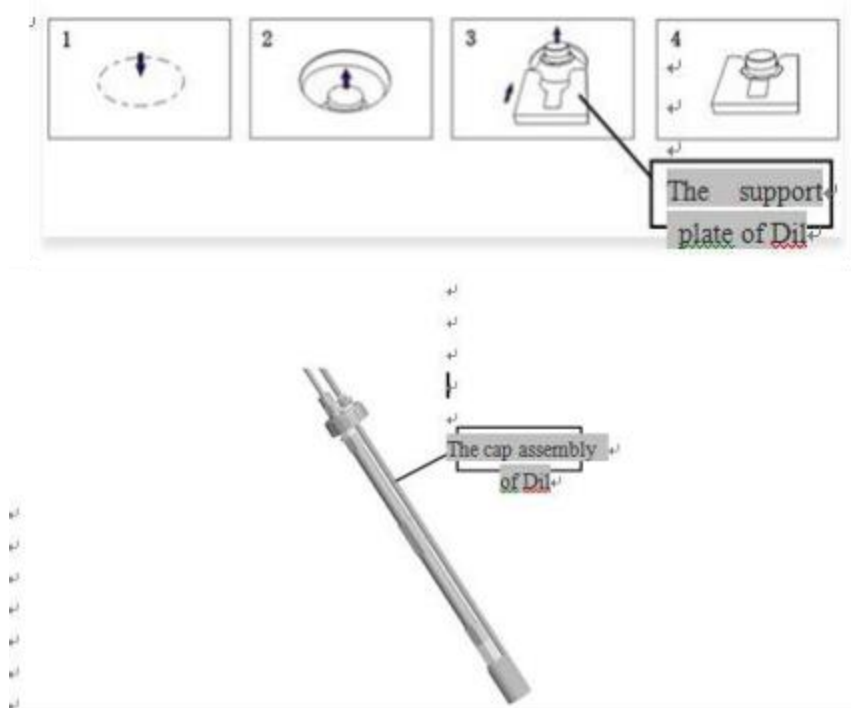 1
2
3
4
The support
plate of Dil
The cap assembly
of Dil